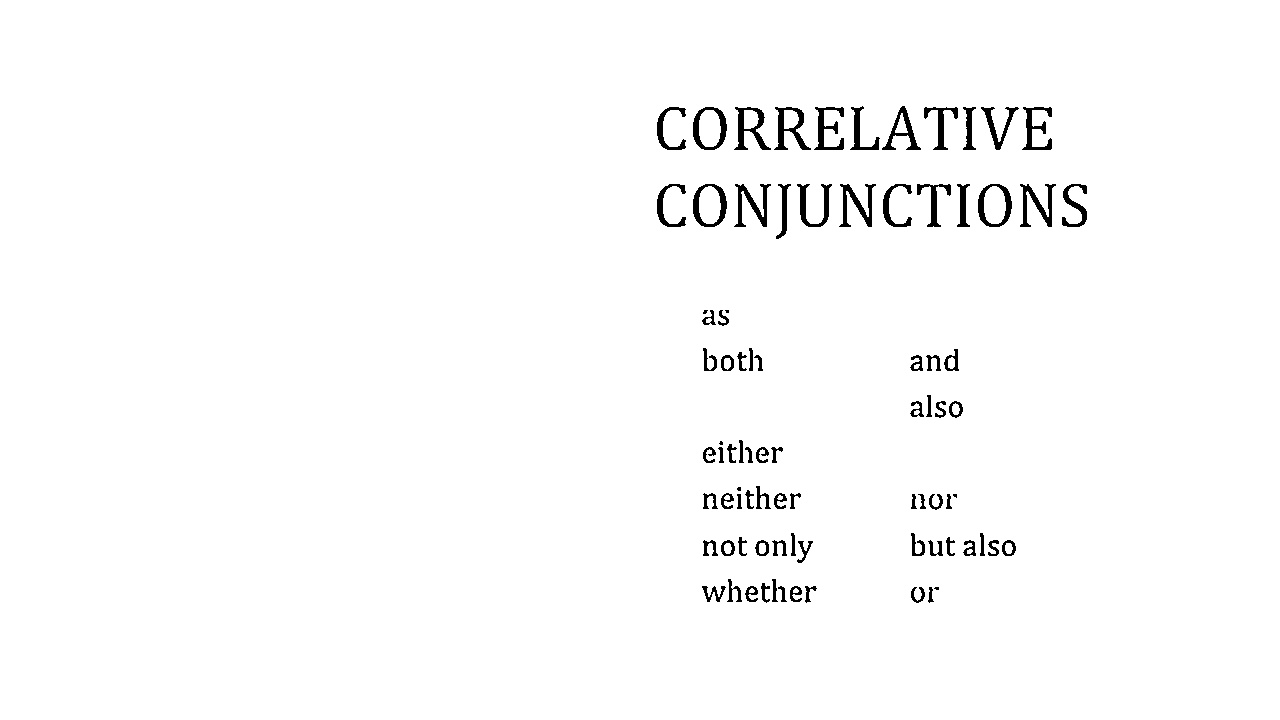 CORRELATIVE
CONJUNCTIONS
as
both and
also
either
neither nor
not only but also
whether or